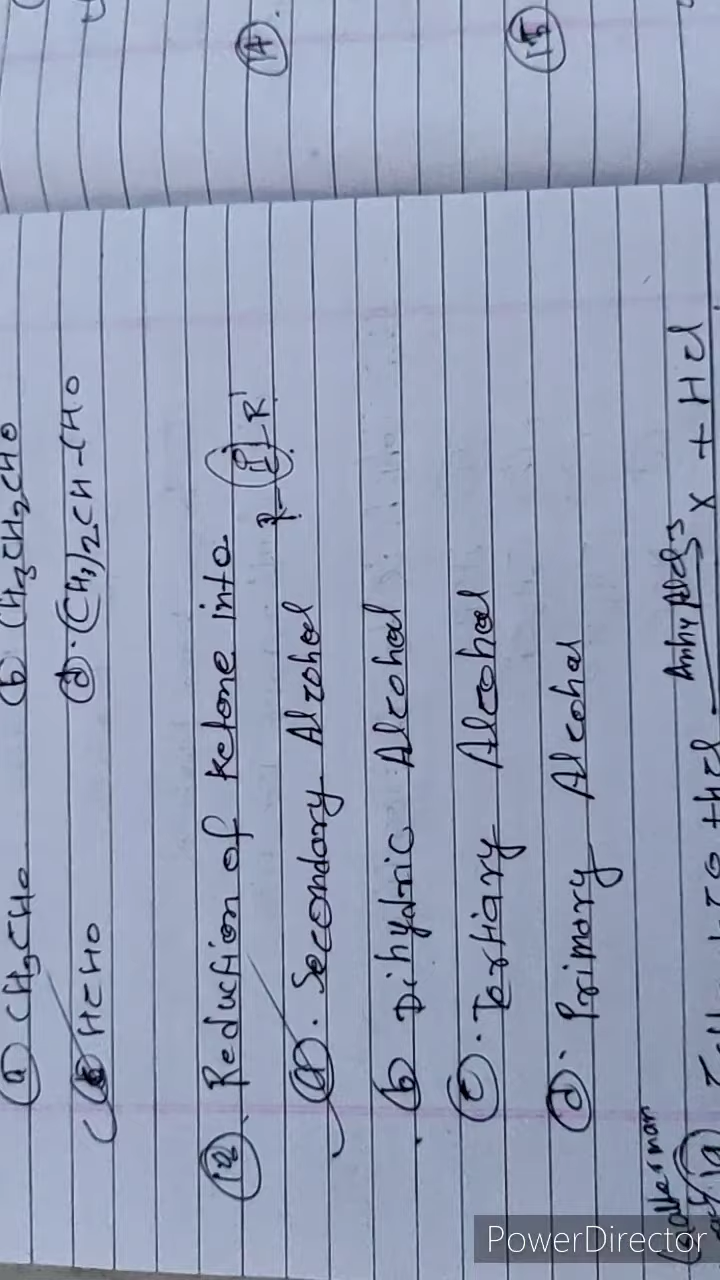 (a) CH3CHO (b) CH3CH2CHO
HCHO (d). (CH3)2CH-CHO
(12). Reduction of Ketone into
R-C-R'
(a). Secondary Alcohol
(b) Dihydric Alcohol
(c). Tertiary Alcohol
(d). Primary Alcohol
Anhy AlCl3
+ HCl X + HCl
(14).
(15)
PowerDirector